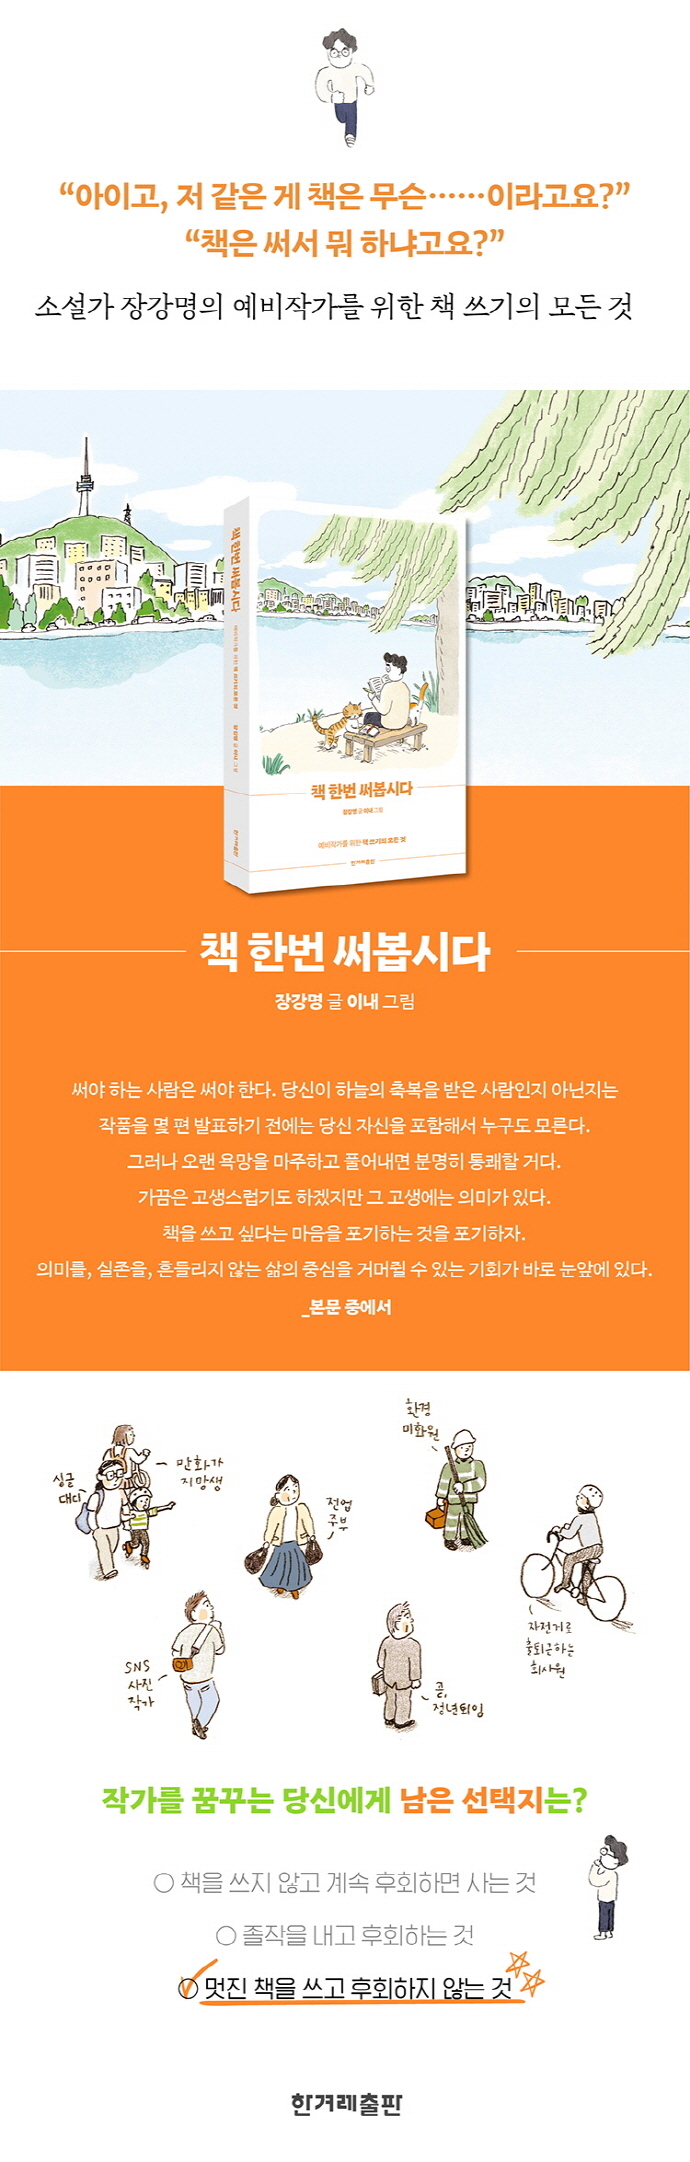 “아이고, 저 같은 게 책은 무슨……이라고요?”
“책은 써서 뭐 하냐고요?”
소설가 장강명의 예비작가를 위한 책 쓰기의 모든 것
책 한번 써봅시다
예비작가를 위한 책 쓰기의 모든 것
장강명 글 이내 그림
한겨레출판
책 한번 써봅시다
장강명 글 이내 그림
예비작가를 위한 책 쓰기의 모든 것
한겨레출판
책 한번 써봅시다
장강명 글 이내 그림
써야 하는 사람은 써야 한다. 당신이 하늘의 축복을 받은 사람인지 아닌지는
작품을 몇 편 발표하기 전에는 당신 자신을 포함해서 누구도 모른다.
그러나 오랜 욕망을 마주하고 풀어내면 분명히 통쾌할 거다.
가끔은 고생스럽기도 하겠지만 그 고생에는 의미가 있다.
책을 쓰고 싶다는 마음을 포기하는 것을 포기하자.
의미를, 실존을, 흔들리지 않는 삶의 중심을 거머쥘 수 있는 기회가 바로 눈앞에 있다.
_본문 중에서
환경
미화원
만화가
지망생
싱글
대디
전업
주부
자전거로
출퇴근하는
회사원
SNS
사진
작가
곧,
정년퇴임
작가를 꿈꾸는 당신에게 남은 선택지는?
○ 책을 쓰지 않고 계속 후회하면 사는 것
○ 졸작을 내고 후회하는 것
○ 멋진 책을 쓰고 후회하지 않는 것
한겨레출판